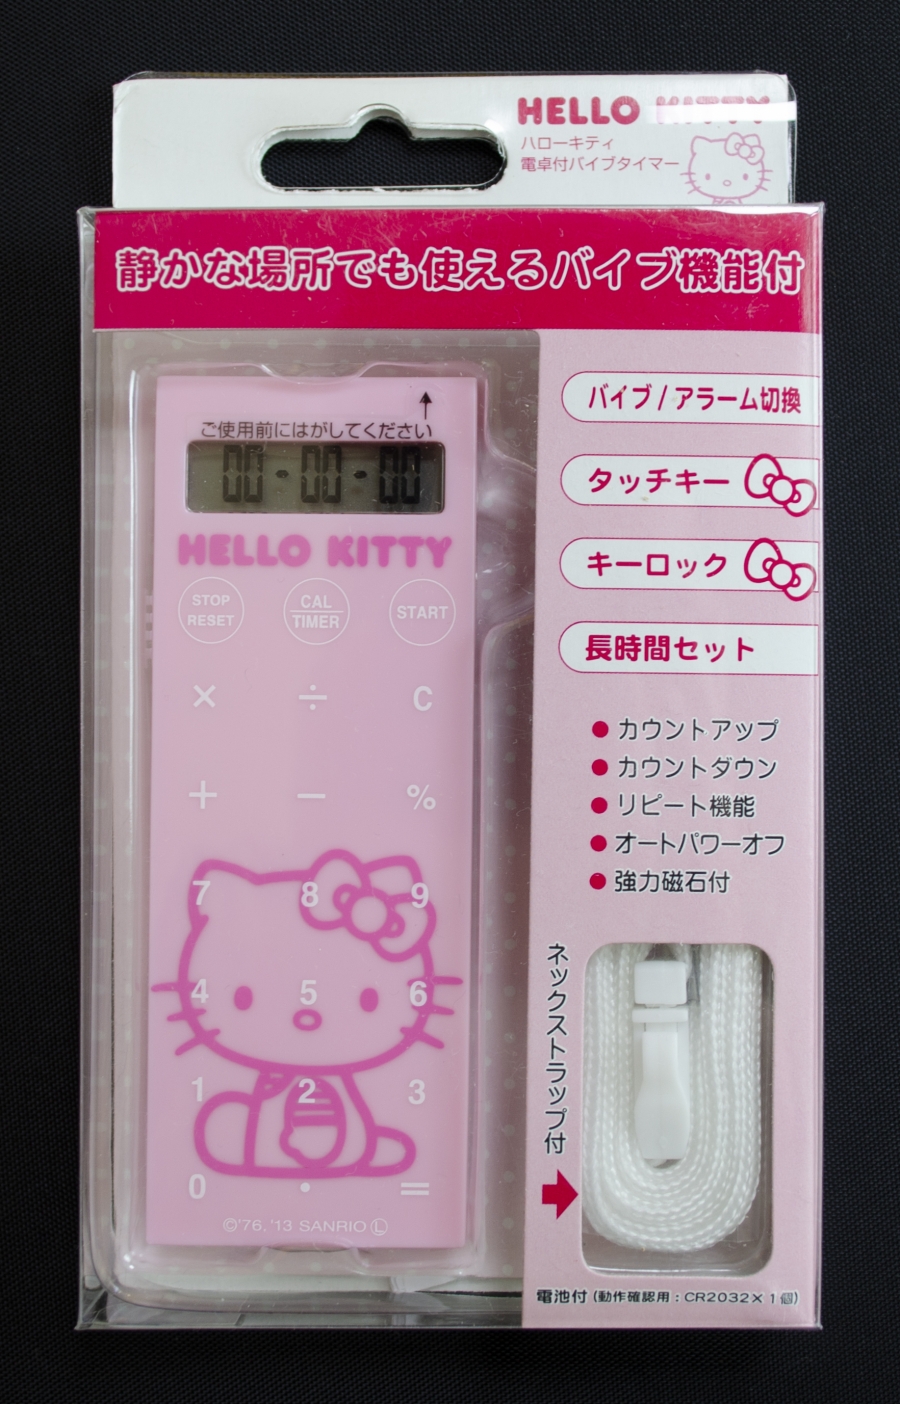 HELLO KITTY
ハローキティ
電卓付バイブタイマー
静かな場所でも使えるバイブ機能付
ご使用前にはがしてください
00-00-00
HELLO KITTY
STOP
RESET
CAL
TIMER
START
× ÷ C
+ − %
7 8 9
4 5 6
1 2 3
0 • =
©'76, '13 SANRIO Ⓛ
バイブ / アラーム切換
タッチキー
キーロック
長時間セット
● カウントアップ
● カウントダウン
● リピート機能
● オートパワーオフ
● 強力磁石付
ネックストラップ付
電池付 (動作確認用：CR2032×1個)